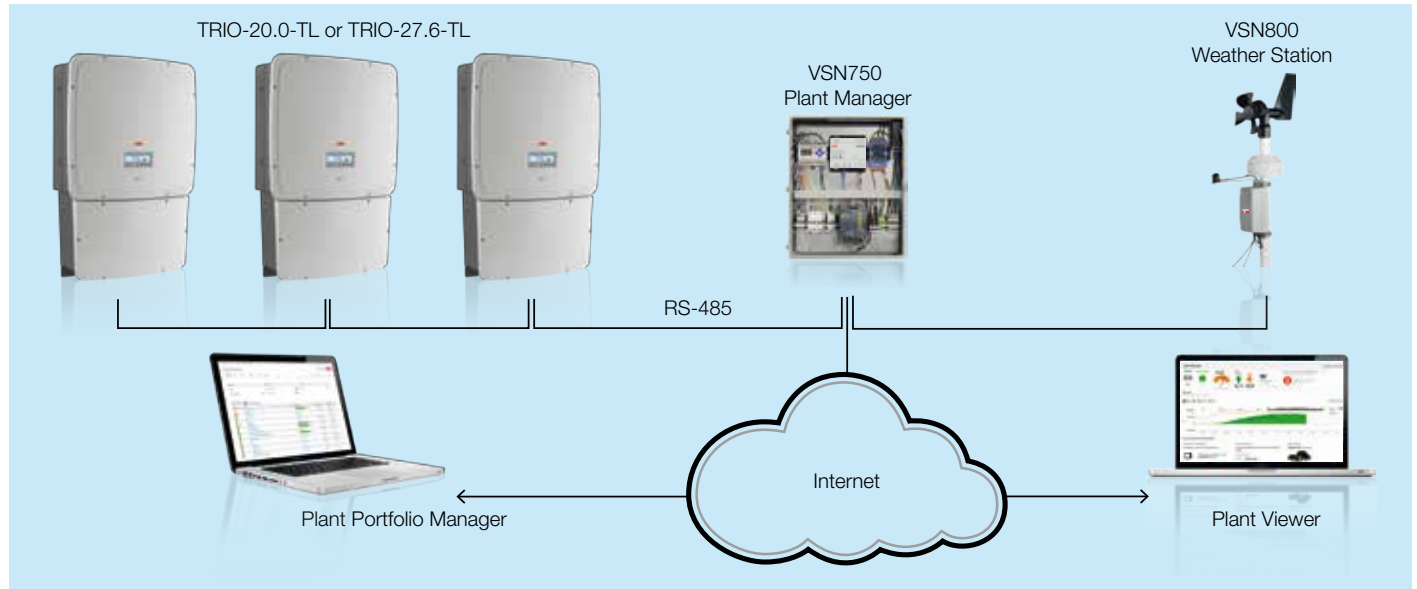 TRIO-20.0-TL or TRIO-27.6-TL
VSN800
Weather Station
VSN750
Plant Manager
RS-485
Internet
Plant Portfolio Manager
Plant Viewer